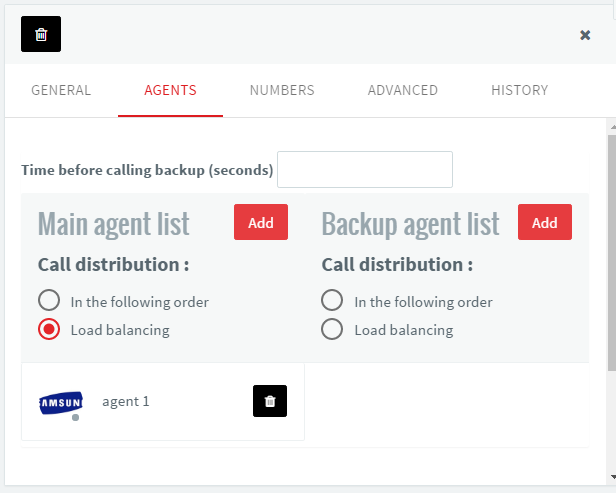 GENERAL AGENTS NUMBERS ADVANCED HISTORY
Time before calling backup (seconds)
Main agent list Add Backup agent list Add
Call distribution : Call distribution :
In the following order In the following order
Load balancing Load balancing
SAMSUNG agent 1